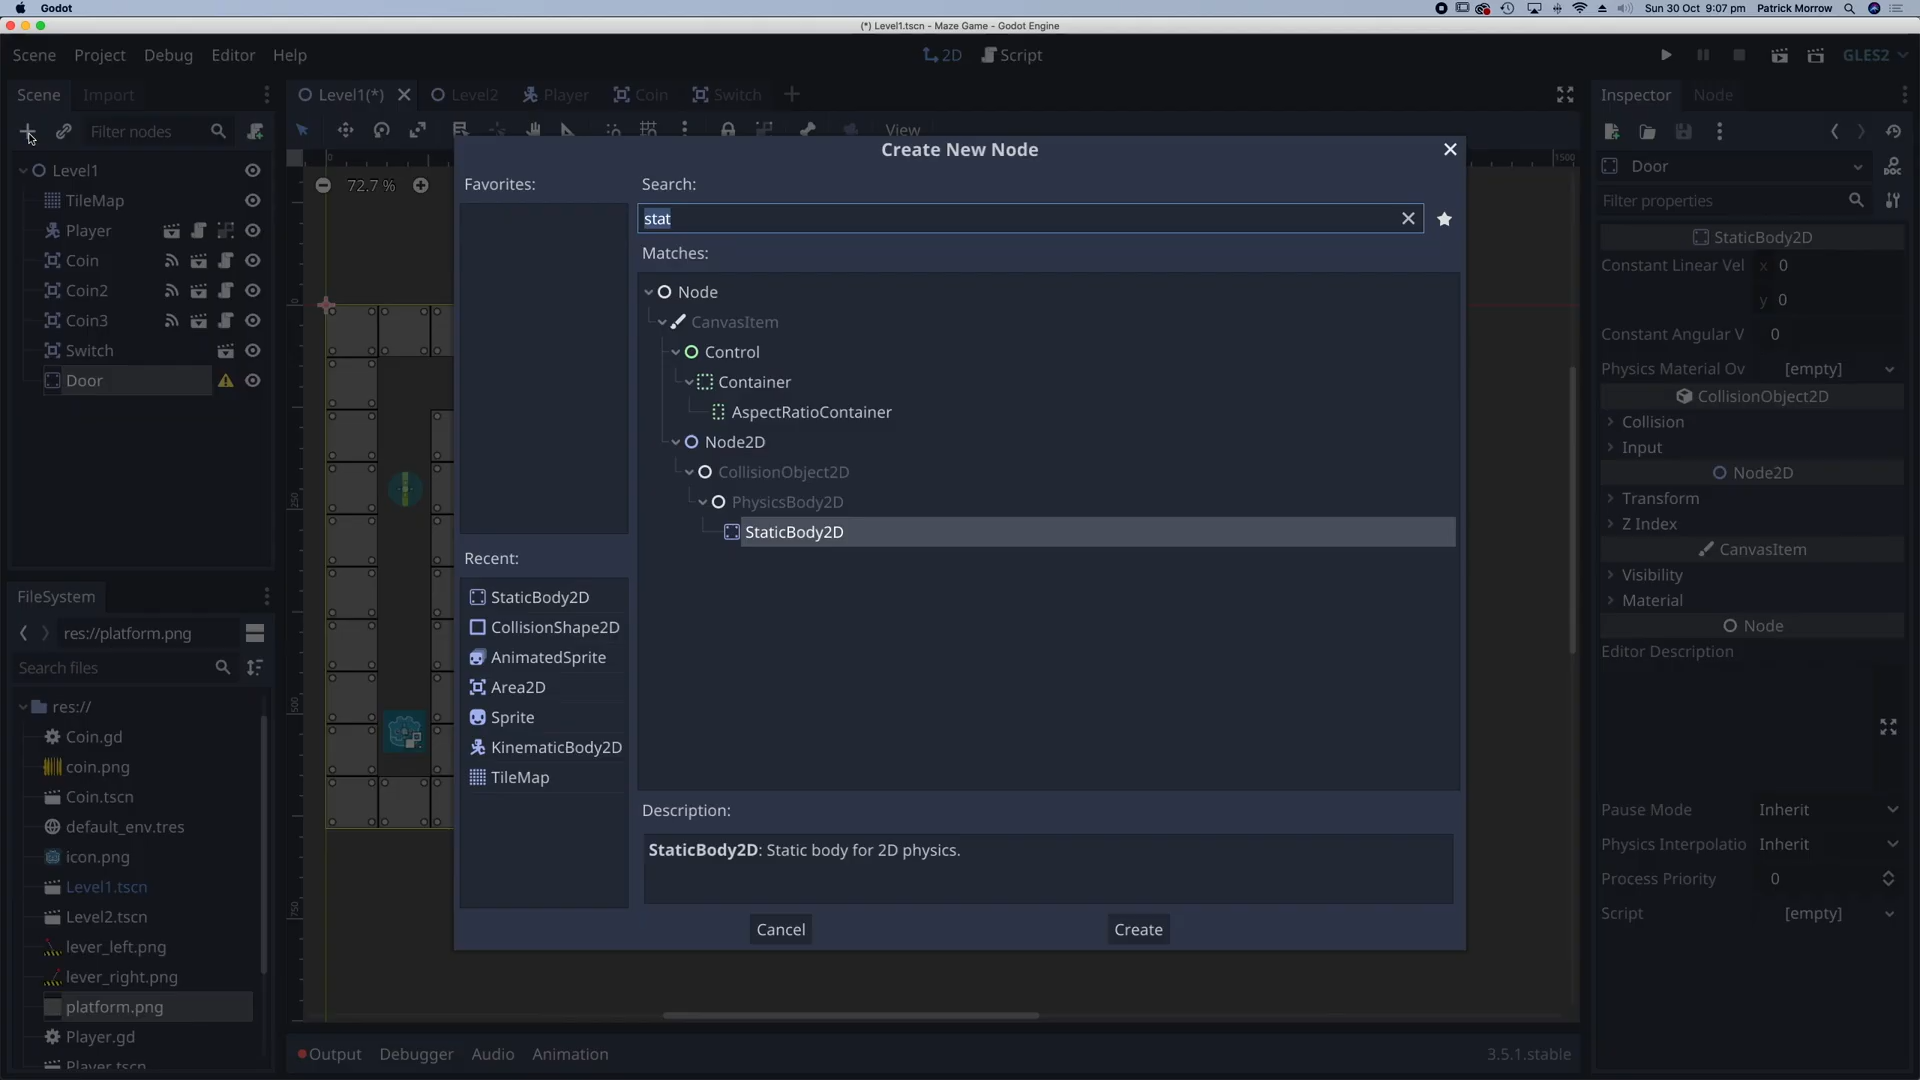 Godot
Sun 30 Oct 9:07 pm
Patrick Morrow
(*) Level1.tscn - Maze Game - Godot Engine
Scene
Project
Debug
Editor
Help
2D
Script
GLES2
Scene
Import
Level1(*)
Level2
Player
Coin
Switch
Inspector
Node
Filter nodes
View
Create New Node
Level1
TileMap
Player
Coin
Coin2
Coin3
Switch
Door
0
1500
72.7 %
0
250
500
750
Favorites:
Search:
stat
Matches:
Node
CanvasItem
Control
Container
AspectRatioContainer
Node2D
CollisionObject2D
PhysicsBody2D
StaticBody2D
Recent:
StaticBody2D
CollisionShape2D
AnimatedSprite
Area2D
Sprite
KinematicBody2D
TileMap
Description:
StaticBody2D: Static body for 2D physics.
Cancel
Create
Door
Filter properties
StaticBody2D
Constant Linear Vel x 0
y 0
Constant Angular V 0
Physics Material Ov [empty]
CollisionObject2D
Collision
Input
Node2D
Transform
Z Index
CanvasItem
Visibility
Material
Node
Editor Description
Pause Mode Inherit
Physics Interpolatio Inherit
Process Priority 0
Script [empty]
FileSystem
res://platform.png
Search files
res://
Coin.gd
coin.png
Coin.tscn
default_env.tres
icon.png
Level1.tscn
Level2.tscn
lever_left.png
lever_right.png
platform.png
Player.gd
Player.tscn
Output
Debugger
Audio
Animation
3.5.1.stable